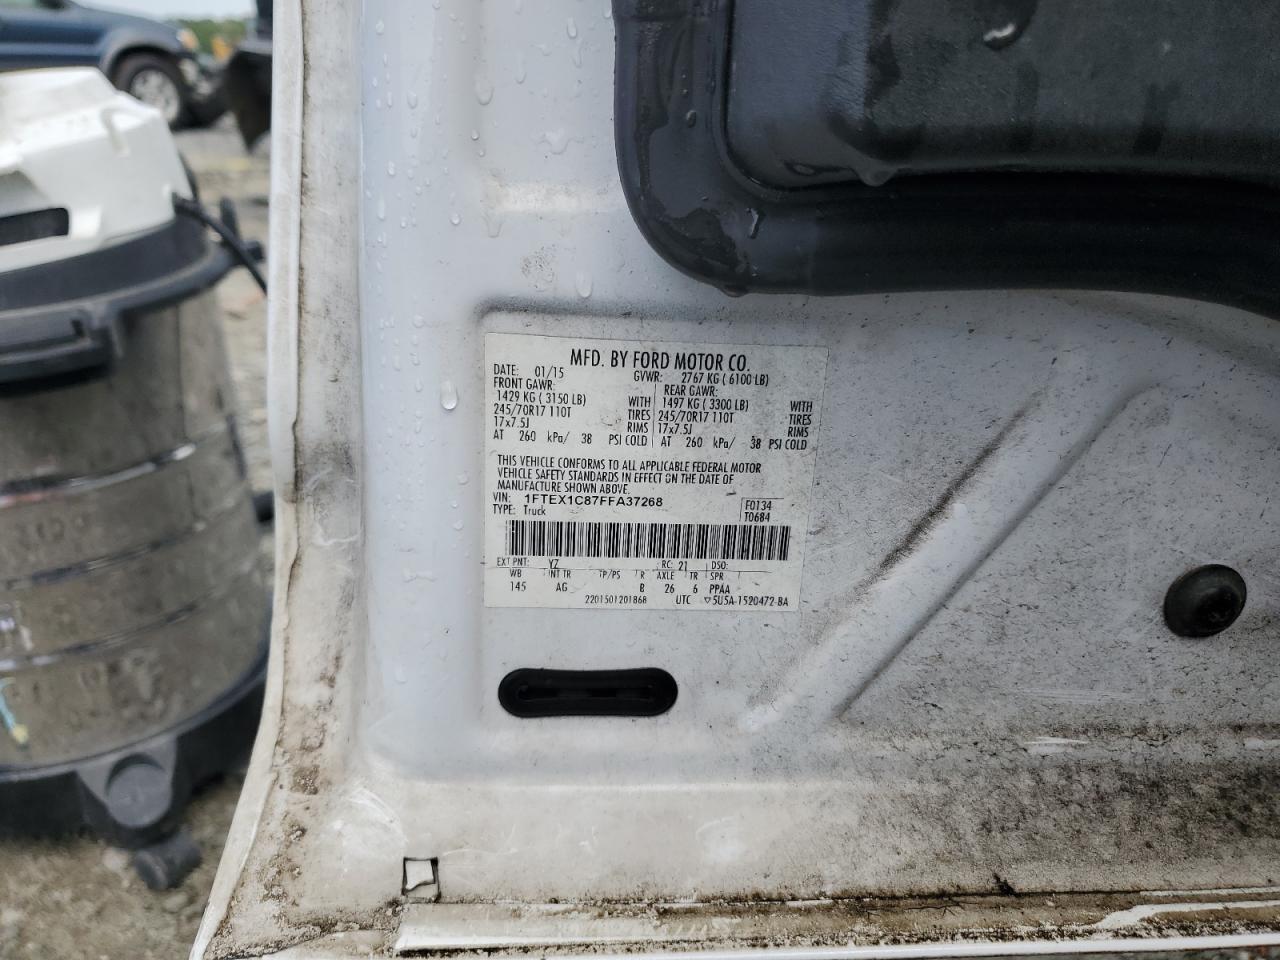 MFD. BY FORD MOTOR CO.
DATE: 01/15 GVWR: 2767 KG ( 6100 LB)
FRONT GAWR: REAR GAWR:
1429 KG ( 3150 LB) WITH 1497 KG ( 3300 LB) WITH
245/70R17 110T TIRES 245/70R17 110T TIRES
17x7.5J RIMS 17x7.5J RIMS
AT 260 kPa/ 38 PSI COLD AT 260 kPa/ 38 PSI COLD
THIS VEHICLE CONFORMS TO ALL APPLICABLE FEDERAL MOTOR
VEHICLE SAFETY STANDARDS IN EFFECT ON THE DATE OF
MANUFACTURE SHOWN ABOVE.
VIN: 1FTEX1C87FFA37268 F0134
TYPE: Truck T0684
EXT PNT: YZ RC: 21 DSO:
WB INT TR TP/PS R AXLE TR SPR
145 AG B 26 6 PPAA
2201501201868 UTC ▽5U5A-1520472-BA